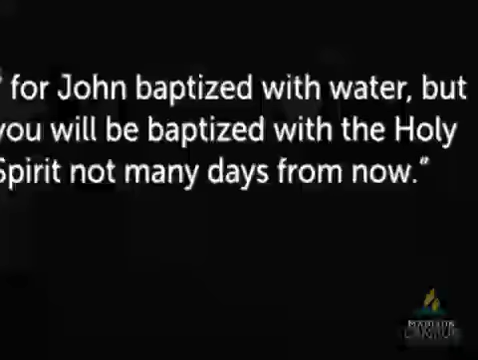 for John baptized with water, but
you will be baptized with the Holy
Spirit not many days from now.”